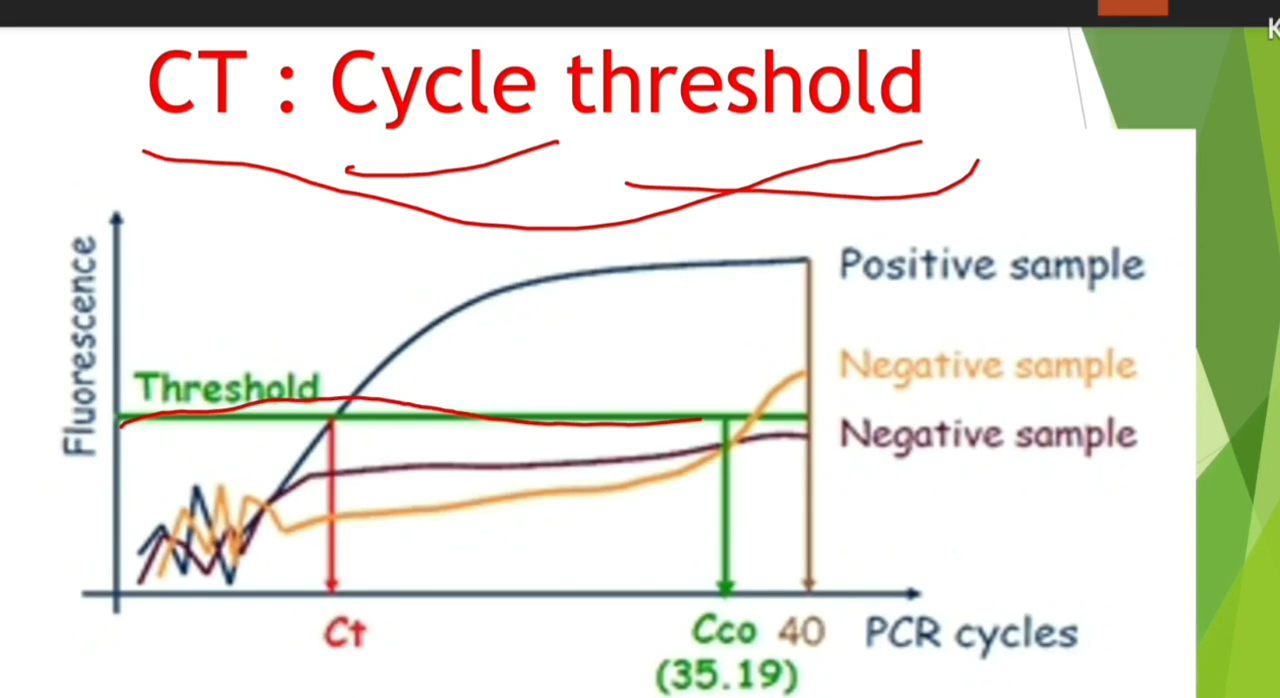 K
CT : Cycle threshold
Fluorescence
Positive sample
Threshold
Negative sample
Negative sample
Ct
Cco
(35.19)
40
PCR cycles